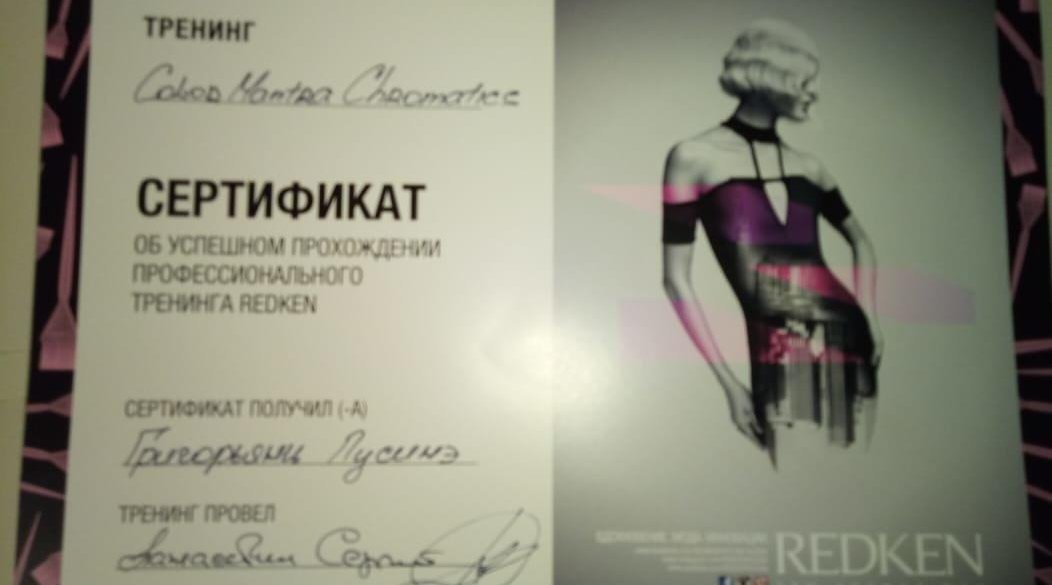 ТРЕНИНГ
Color Mantra Chromatics
СЕРТИФИКАТ
ОБ УСПЕШНОМ ПРОХОЖДЕНИИ
ПРОФЕССИОНАЛЬНОГО
ТРЕНИНГА REDKEN
СЕРТИФИКАТ ПОЛУЧИЛ (-А)
Григорьянц Лусинэ
ТРЕНИНГ ПРОВЕЛ
REDKEN